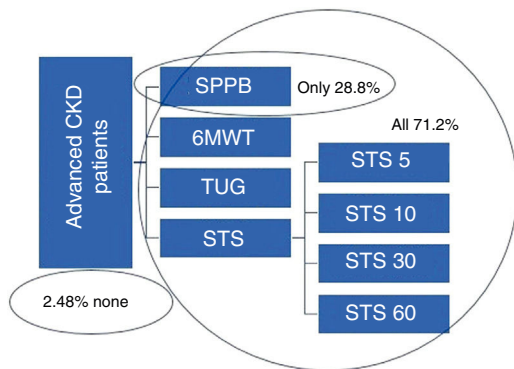 Advanced CKD
patients
SPPB
Only 28.8%
6MWT
All 71.2%
TUG
STS 5
STS 10
STS
STS 30
2.48% none
STS 60